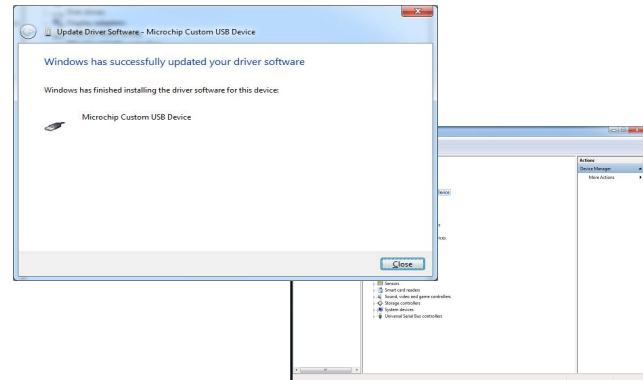 Update Driver Software - Microchip Custom USB Device
Windows has successfully updated your driver software
Windows has finished installing the driver software for this device:
Microchip Custom USB Device
Close
Actions
Device Manager
More Actions
Sensors
Smart card readers
Sound, video and game controllers
Storage controllers
System devices
Universal Serial Bus controllers